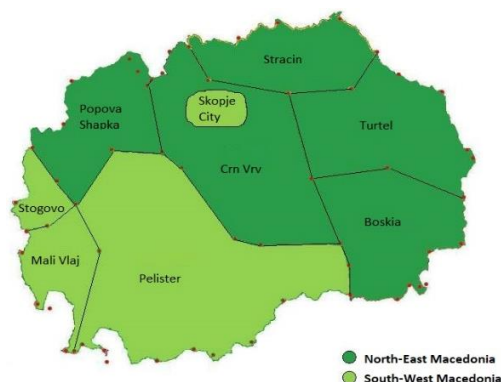 Stracin
Skopje
City
Popova
Shapka
Turtel
Crn Vrv
Stogovo
Boskia
Mali Vlaj
Pelister
North-East Macedonia
South-West Macedonia